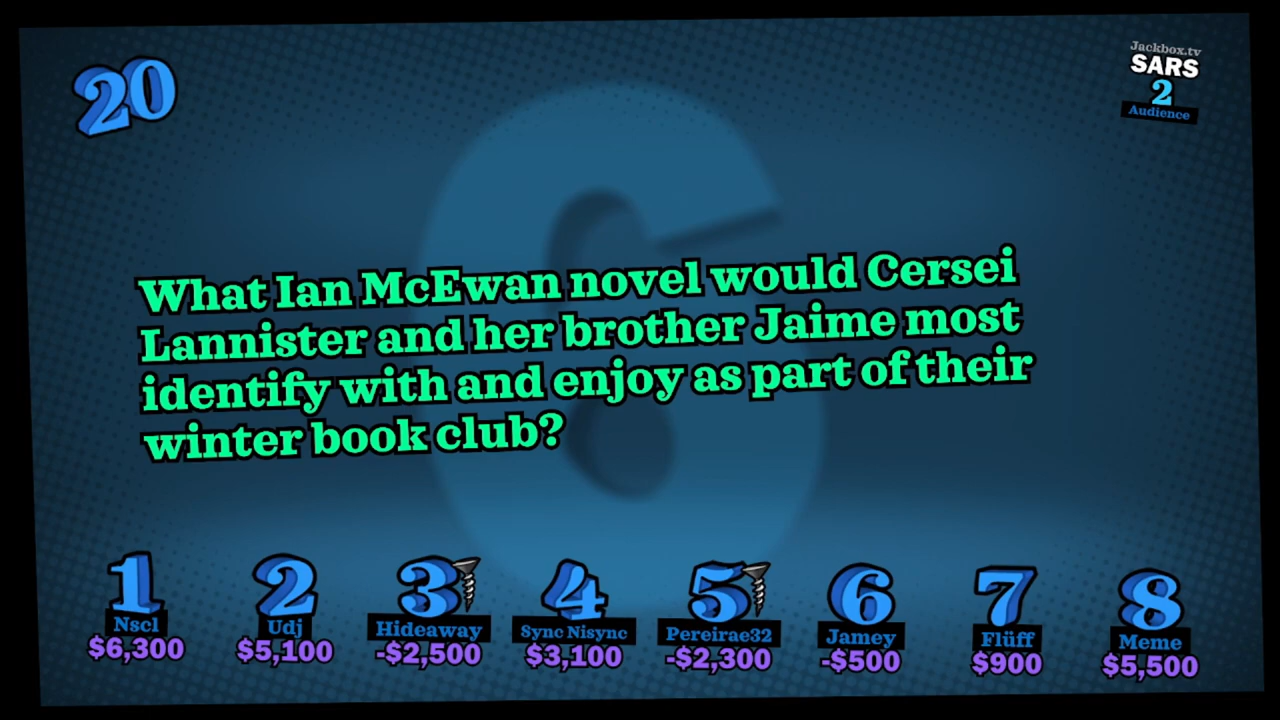 20
Jackbox.tv
SARS
2
Audience
6
What Ian McEwan novel would Cersei
Lannister and her brother Jaime most
identify with and enjoy as part of their
winter book club?
1 2 3 4 5 6 7 8
Nscl Udj Hideaway Sync Nisync Pereirae32 Jamey Flüff Meme
$6,300 $5,100 -$2,500 $3,100 -$2,300 -$500 $900 $5,500